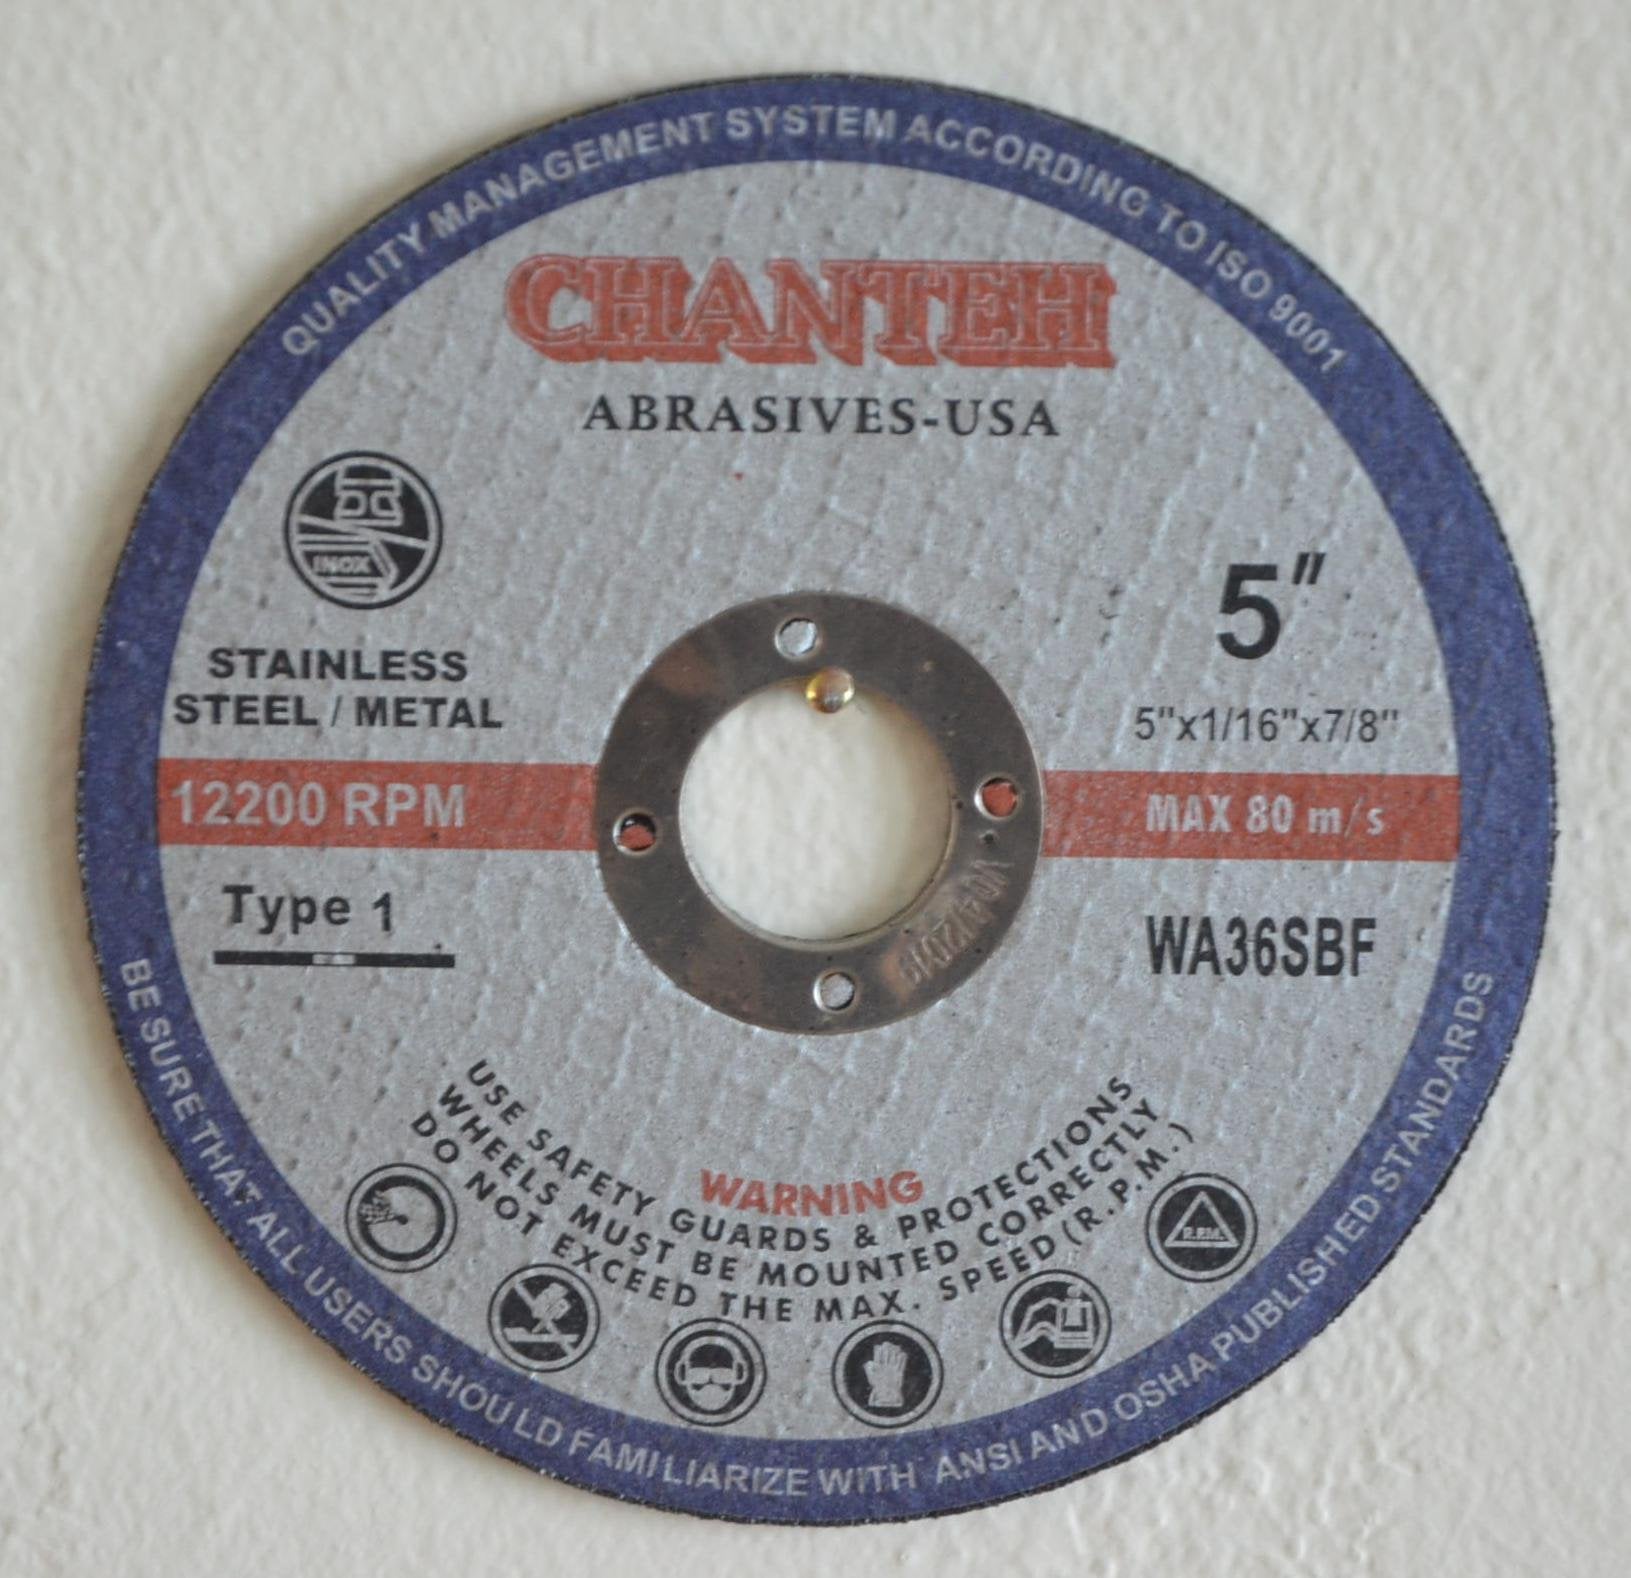 QUALITY MANAGEMENT SYSTEM ACCORDING TO ISO 9001
CHANTEH
ABRASIVES-USA
INOX
5"
STAINLESS
STEEL / METAL
5"x1/16"x7/8"
12200 RPM
MAX 80 m/s
V04/2019
Type 1
WA36SBF
WARNING
USE SAFETY GUARDS & PROTECTIONS
WHEELS MUST BE MOUNTED CORRECTLY
DO NOT EXCEED THE MAX. SPEED (R.P.M.)
R.P.M.
BE SURE THAT ALL USERS SHOULD FAMILIARIZE WITH ANSI AND OSHA PUBLISHED STANDARDS